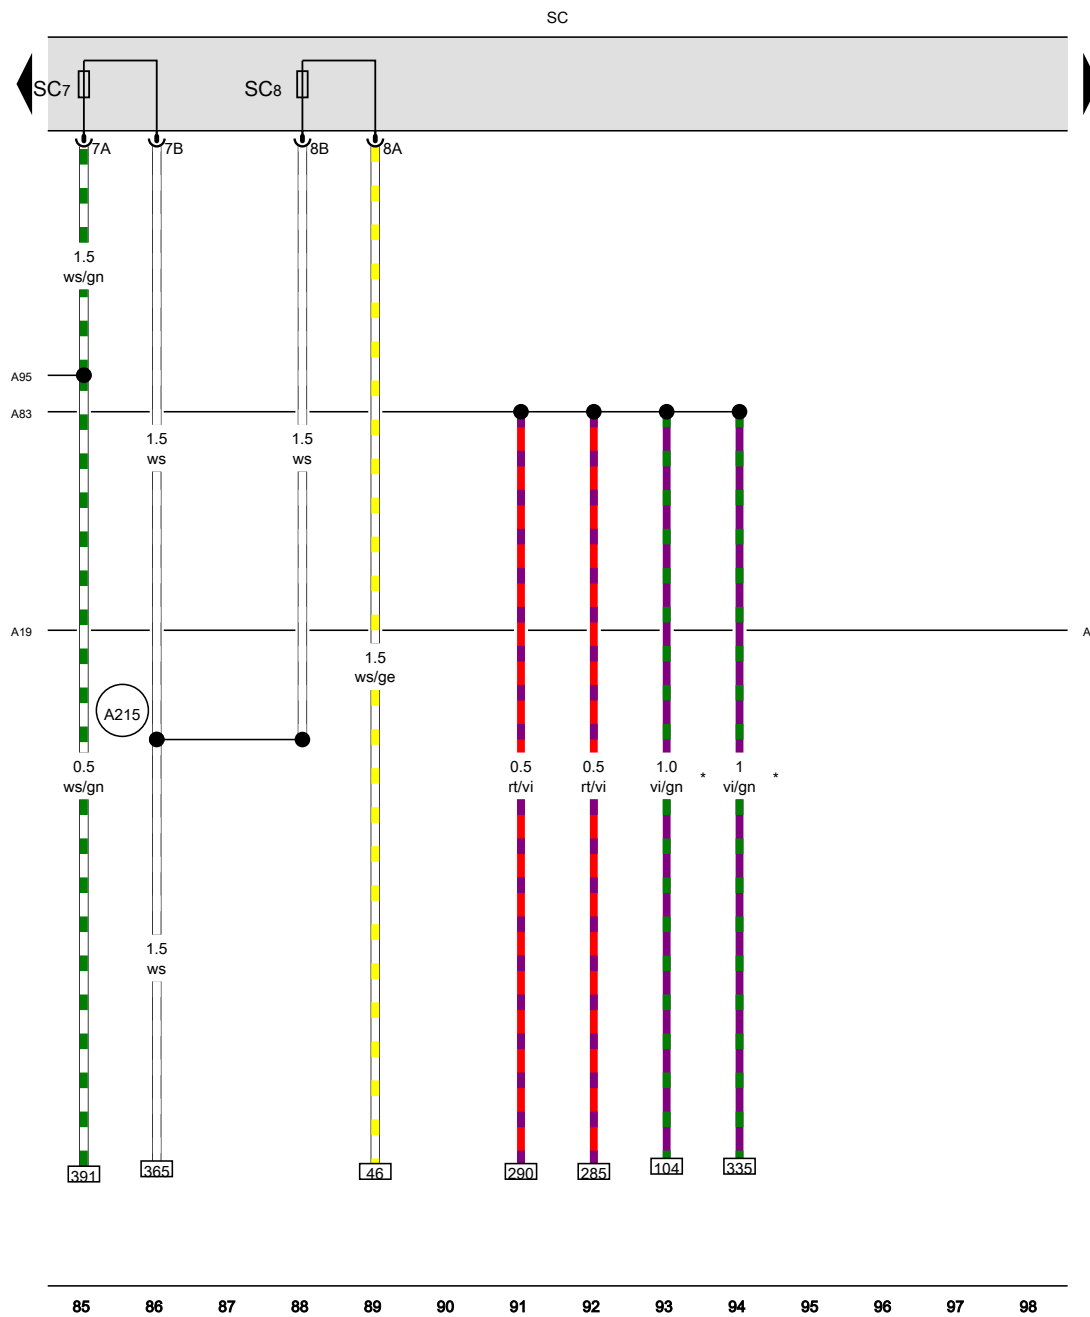 SC
SC7
SC8
7A
7B
8B
8A
1.5
ws/gn
A95
A83
1.5
ws
1.5
ws
A19
A
1.5
ws/ge
A215
0.5
ws/gn
0.5
rt/vi
0.5
rt/vi
1.0
vi/gn
*
1
vi/gn
*
1.5
ws
391
365
46
290
285
104
335
85 86 87 88 89 90 91 92 93 94 95 96 97 98